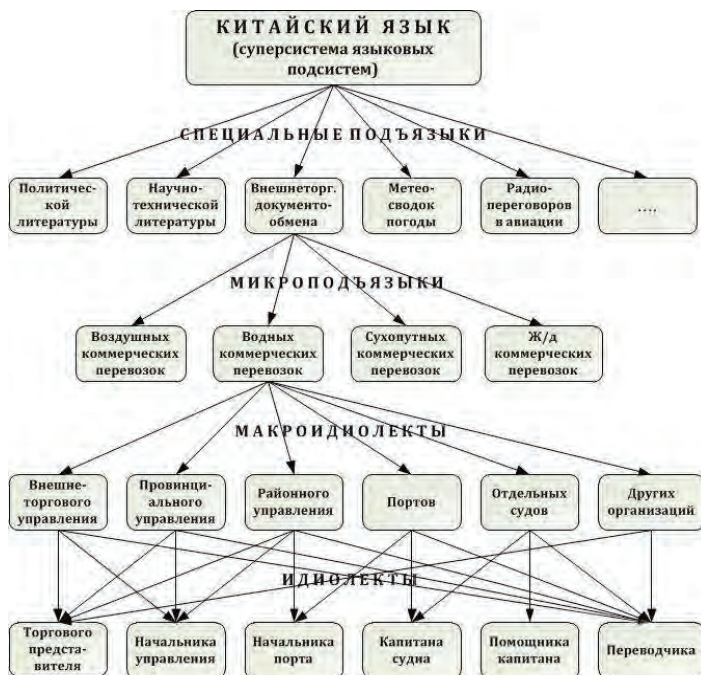 КИТАЙСКИЙ ЯЗЫК
(суперсистема языковых
подсистем)
СПЕЦИАЛЬНЫЕ ПОДЪЯЗЫКИ
Политичес-
кой
литературы
Научно-
технической
литературы
Внешнеторг.
документо-
обмена
Метео-
сводок
погоды
Радио-
переговоров
в авиации
....
МИКРОПОДЪЯЗЫКИ
Воздушных
коммерческих
перевозок
Водных
коммерческих
перевозок
Сухопутных
коммерческих
перевозок
Ж/д
коммерческих
перевозок
МАКРОИДИОЛЕКТЫ
Внешне-
торгового
управления
Провинци-
ального
управления
Районного
управления
Портов
Отдельных
судов
Других
организаций
ИДИОЛЕКТЫ
Торгового
предста-
вителя
Начальника
управления
Начальника
порта
Капитана
судна
Помощника
капитана
Переводчика